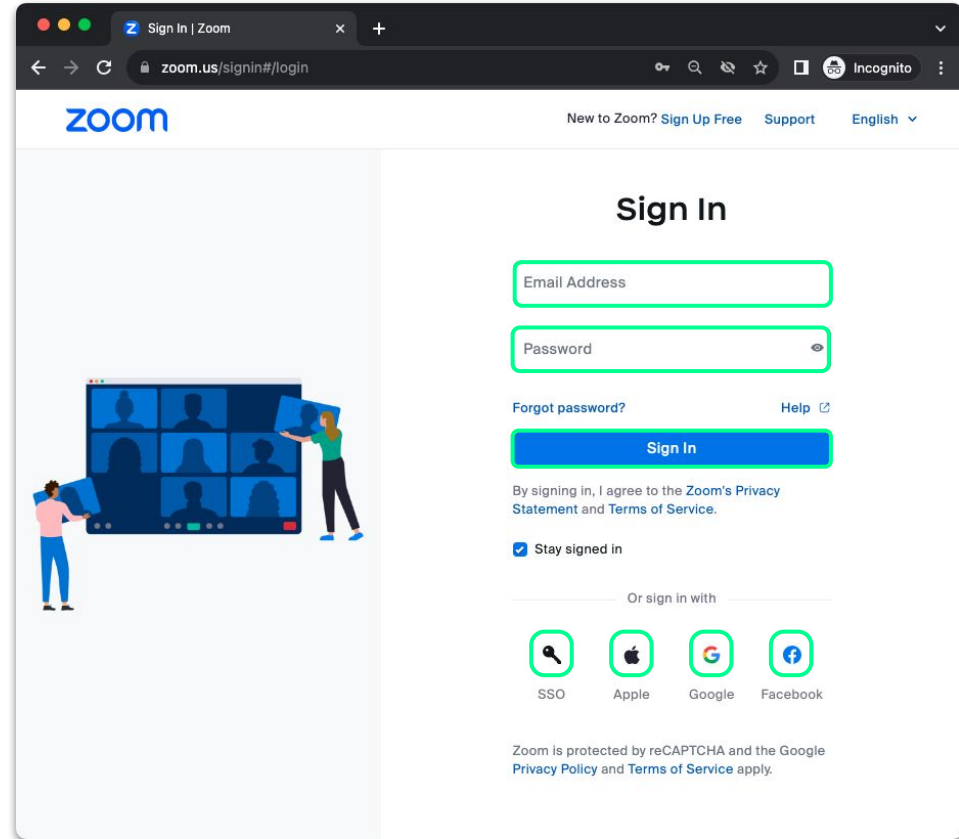 Sign In | Zoom
zoom.us/signin#/login
Incognito
zoom
New to Zoom? Sign Up Free Support English
Sign In
Email Address
Password
Forgot password? Help
Sign In
By signing in, I agree to the Zoom's Privacy
Statement and Terms of Service.
Stay signed in
Or sign in with
SSO Apple Google Facebook
Zoom is protected by reCAPTCHA and the Google
Privacy Policy and Terms of Service apply.